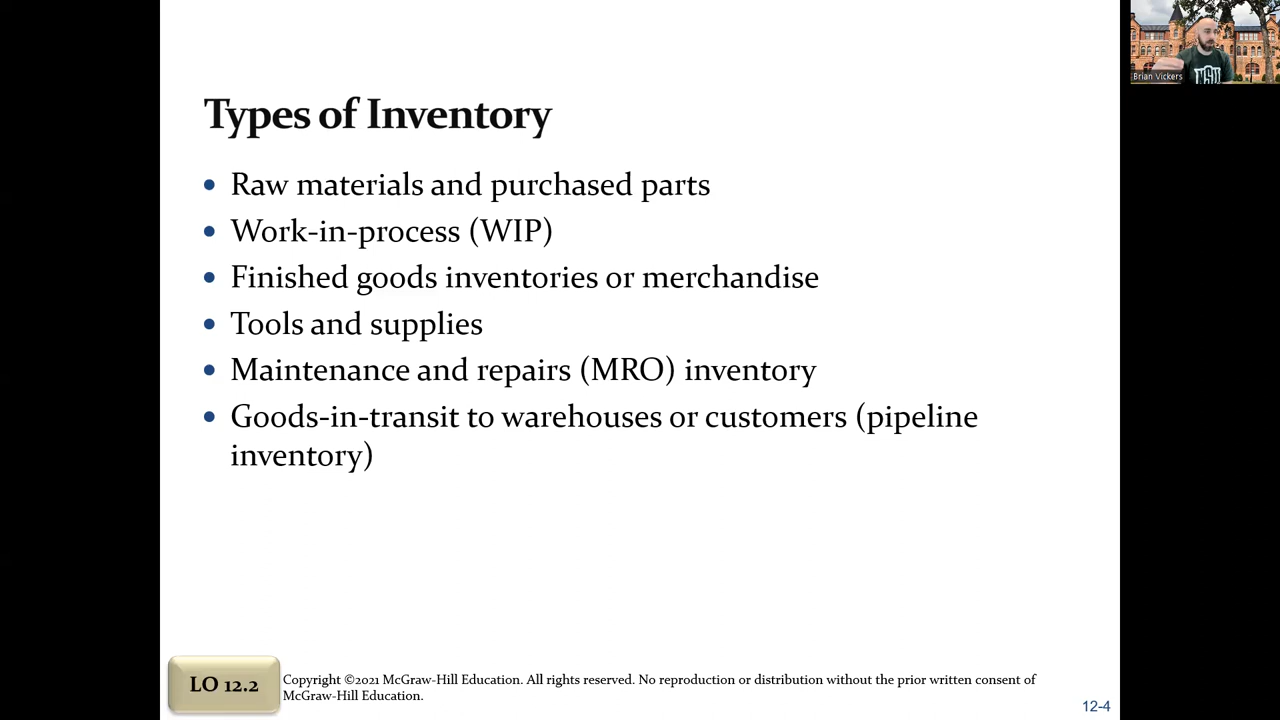 Types of Inventory
• Raw materials and purchased parts
• Work-in-process (WIP)
• Finished goods inventories or merchandise
• Tools and supplies
• Maintenance and repairs (MRO) inventory
• Goods-in-transit to warehouses or customers (pipeline
inventory)
LO 12.2
Copyright ©2021 McGraw-Hill Education. All rights reserved. No reproduction or distribution without the prior written consent of
McGraw-Hill Education.
12-4
Brian Vickers
NSU